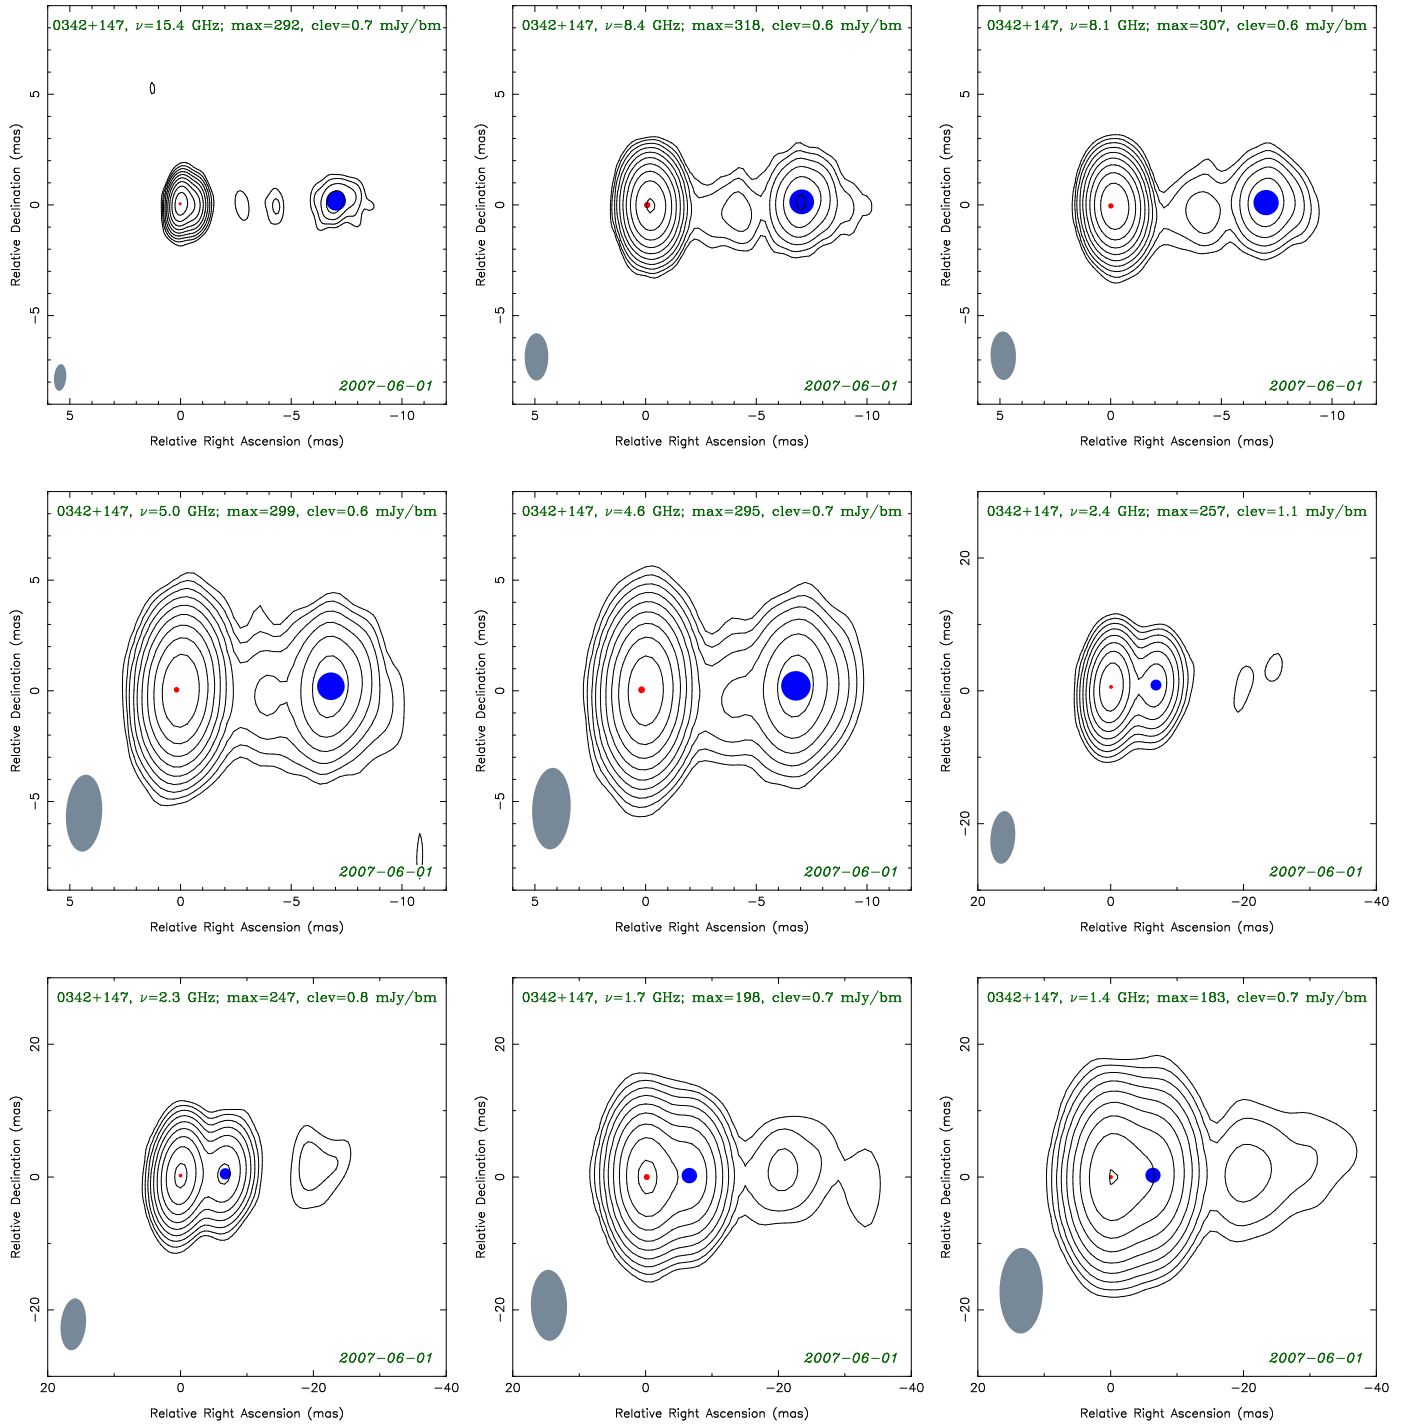 0342+147, ν=15.4 GHz; max=292, clev=0.7 mJy/bm
Relative Declination (mas)
5
0
−5
2007−06−01
5 0 −5 −10
Relative Right Ascension (mas)
0342+147, ν=8.4 GHz; max=318, clev=0.6 mJy/bm
Relative Declination (mas)
5
0
−5
2007−06−01
5 0 −5 −10
Relative Right Ascension (mas)
0342+147, ν=8.1 GHz; max=307, clev=0.6 mJy/bm
Relative Declination (mas)
5
0
−5
2007−06−01
5 0 −5 −10
Relative Right Ascension (mas)
0342+147, ν=5.0 GHz; max=299, clev=0.6 mJy/bm
Relative Declination (mas)
5
0
−5
2007−06−01
5 0 −5 −10
Relative Right Ascension (mas)
0342+147, ν=4.6 GHz; max=295, clev=0.7 mJy/bm
Relative Declination (mas)
5
0
−5
2007−06−01
5 0 −5 −10
Relative Right Ascension (mas)
0342+147, ν=2.4 GHz; max=257, clev=1.1 mJy/bm
Relative Declination (mas)
20
0
−20
2007−06−01
20 0 −20 −40
Relative Right Ascension (mas)
0342+147, ν=2.3 GHz; max=247, clev=0.8 mJy/bm
Relative Declination (mas)
20
0
−20
2007−06−01
20 0 −20 −40
Relative Right Ascension (mas)
0342+147, ν=1.7 GHz; max=198, clev=0.7 mJy/bm
Relative Declination (mas)
20
0
−20
2007−06−01
20 0 −20 −40
Relative Right Ascension (mas)
0342+147, ν=1.4 GHz; max=183, clev=0.7 mJy/bm
Relative Declination (mas)
20
0
−20
2007−06−01
20 0 −20 −40
Relative Right Ascension (mas)